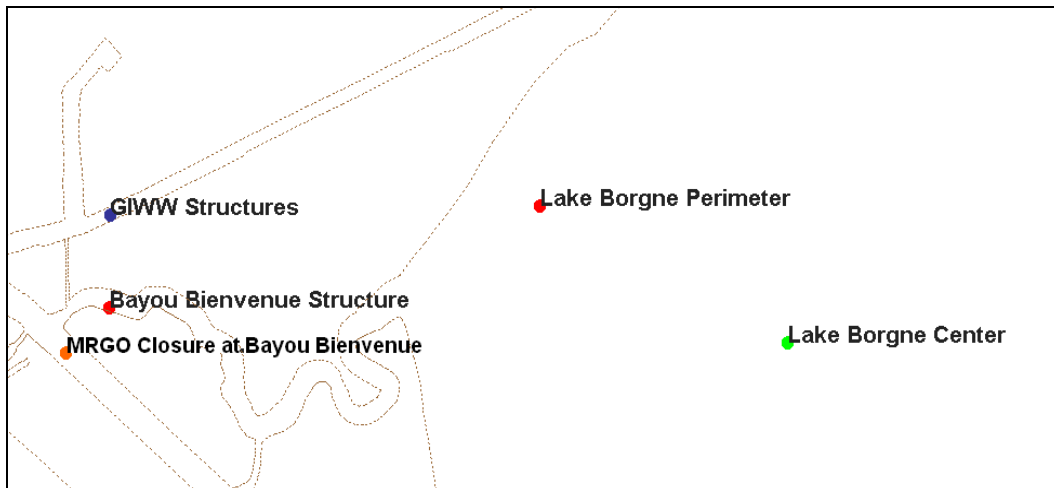 GIWW Structures
Lake Borgne Perimeter
Bayou Bienvenue Structure
MRGO Closure at Bayou Bienvenue
Lake Borgne Center